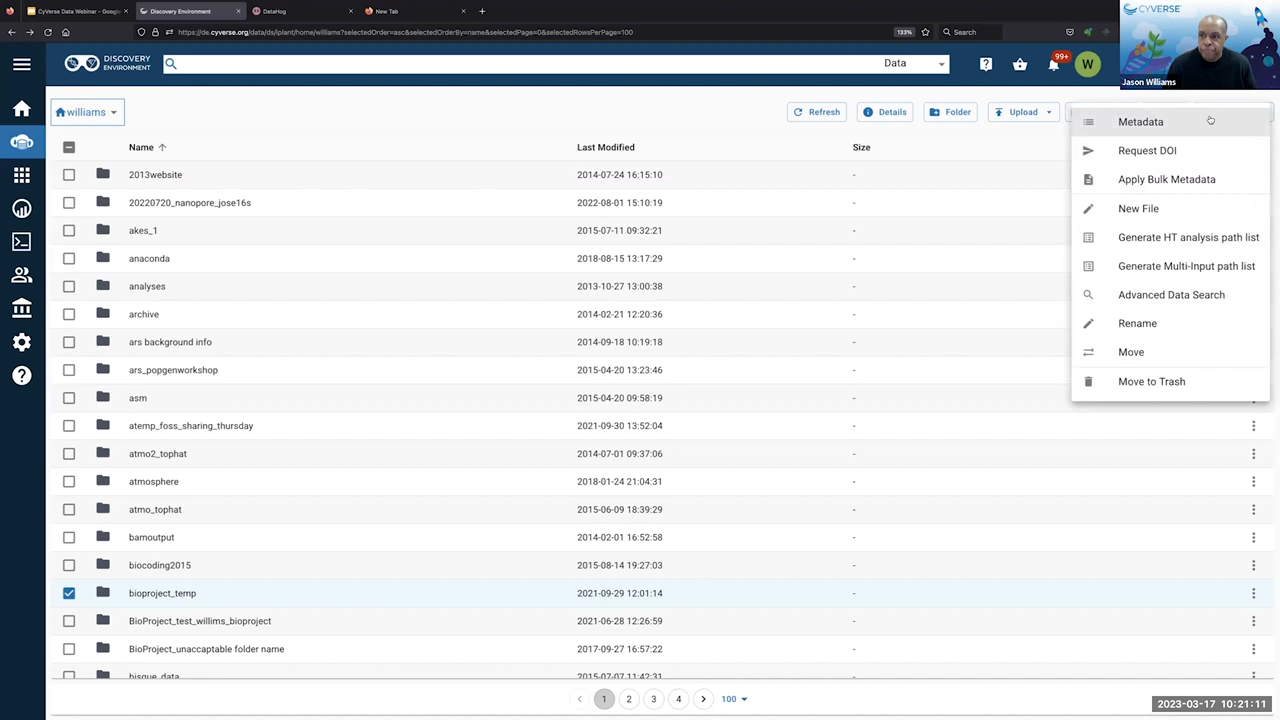 CyVerse Data Webinar - Googl
Discovery Environment
DataHog
New Tab
https://de.cyverse.org/data/ds/iplant/home/williams?selectedOrder=asc&selectedOrderBy=name&selectedPage=0&selectedRowsPerPage=100
133%
Search
CYVERSE
Jason Williams
DISCOVERY
ENVIRONMENT
Data
99+
W
williams
Refresh
Details
Folder
Upload
Name
Last Modified
Size
2013website 2014-07-24 16:15:10 -
20220720_nanopore_jose16s 2022-08-01 15:10:19 -
akes_1 2015-07-11 09:32:21 -
anaconda 2018-08-15 13:17:29 -
analyses 2013-10-27 13:00:38 -
archive 2014-02-21 12:20:36 -
ars background info 2014-09-18 10:19:18 -
ars_popgenworkshop 2015-04-20 13:23:46 -
asm 2015-04-20 09:58:19 -
atemp_foss_sharing_thursday 2021-09-30 13:52:04 -
atmo2_tophat 2014-07-01 09:37:06 -
atmosphere 2018-01-24 21:04:31 -
atmo_tophat 2015-06-09 18:39:29 -
bamoutput 2014-02-01 16:52:58 -
biocoding2015 2015-08-14 19:27:03 -
bioproject_temp 2021-09-29 12:01:14 -
BioProject_test_willims_bioproject 2021-06-28 12:26:59 -
BioProject_unaccaptable folder name 2017-09-27 16:57:22 -
bisque_data 2015-07-07 11:42:31 -
Metadata
Request DOI
Apply Bulk Metadata
New File
Generate HT analysis path list
Generate Multi-Input path list
Advanced Data Search
Rename
Move
Move to Trash
1 2 3 4 100
2023-03-17 10:21:11